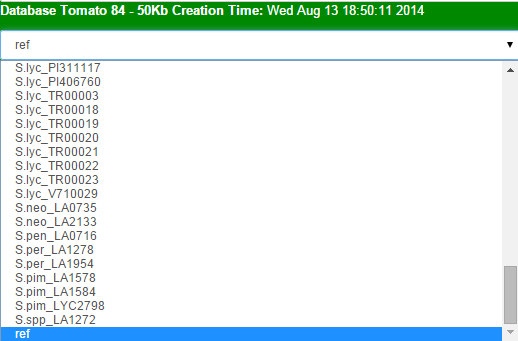 Database Tomato 84 - 50Kb Creation Time: Wed Aug 13 18:50:11 2014
ref
S.lyc_PI311117
S.lyc_PI406760
S.lyc_TR00003
S.lyc_TR00018
S.lyc_TR00019
S.lyc_TR00020
S.lyc_TR00021
S.lyc_TR00022
S.lyc_TR00023
S.lyc_V710029
S.neo_LA0735
S.neo_LA2133
S.pen_LA0716
S.per_LA1278
S.per_LA1954
S.pim_LA1578
S.pim_LA1584
S.pim_LYC2798
S.spp_LA1272
ref